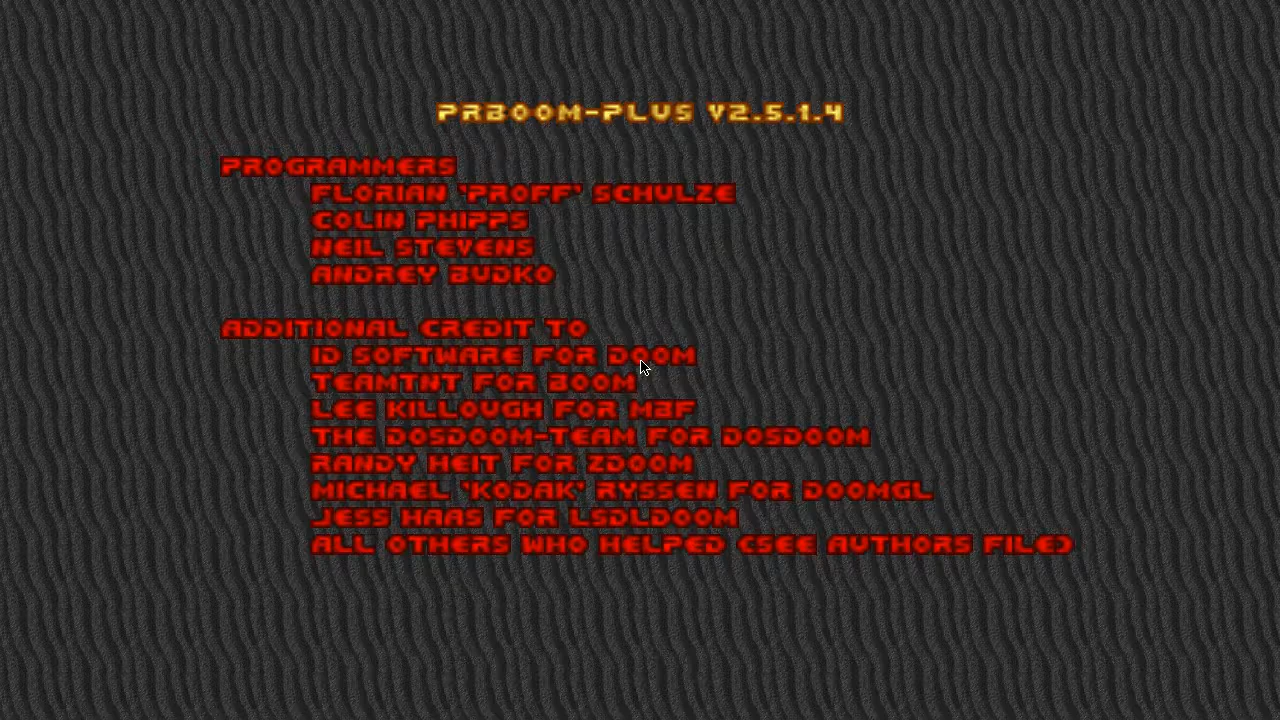 PRBOOM-PLUS V2.5.1.4
PROGRAMMERS
FLORIAN 'PROFF' SCHULZE
COLIN PHIPPS
NEIL STEVENS
ANDREY BUDKO
ADDITIONAL CREDIT TO
ID SOFTWARE FOR DOOM
TEAMTNT FOR BOOM
LEE KILLOUGH FOR MBF
THE DOSDOOM-TEAM FOR DOSDOOM
RANDY HEIT FOR ZDOOM
MICHAEL 'KODAK' RYSSEN FOR DOOMGL
JESS HAAS FOR LSDLDOOM
ALL OTHERS WHO HELPED (SEE AUTHORS FILE)